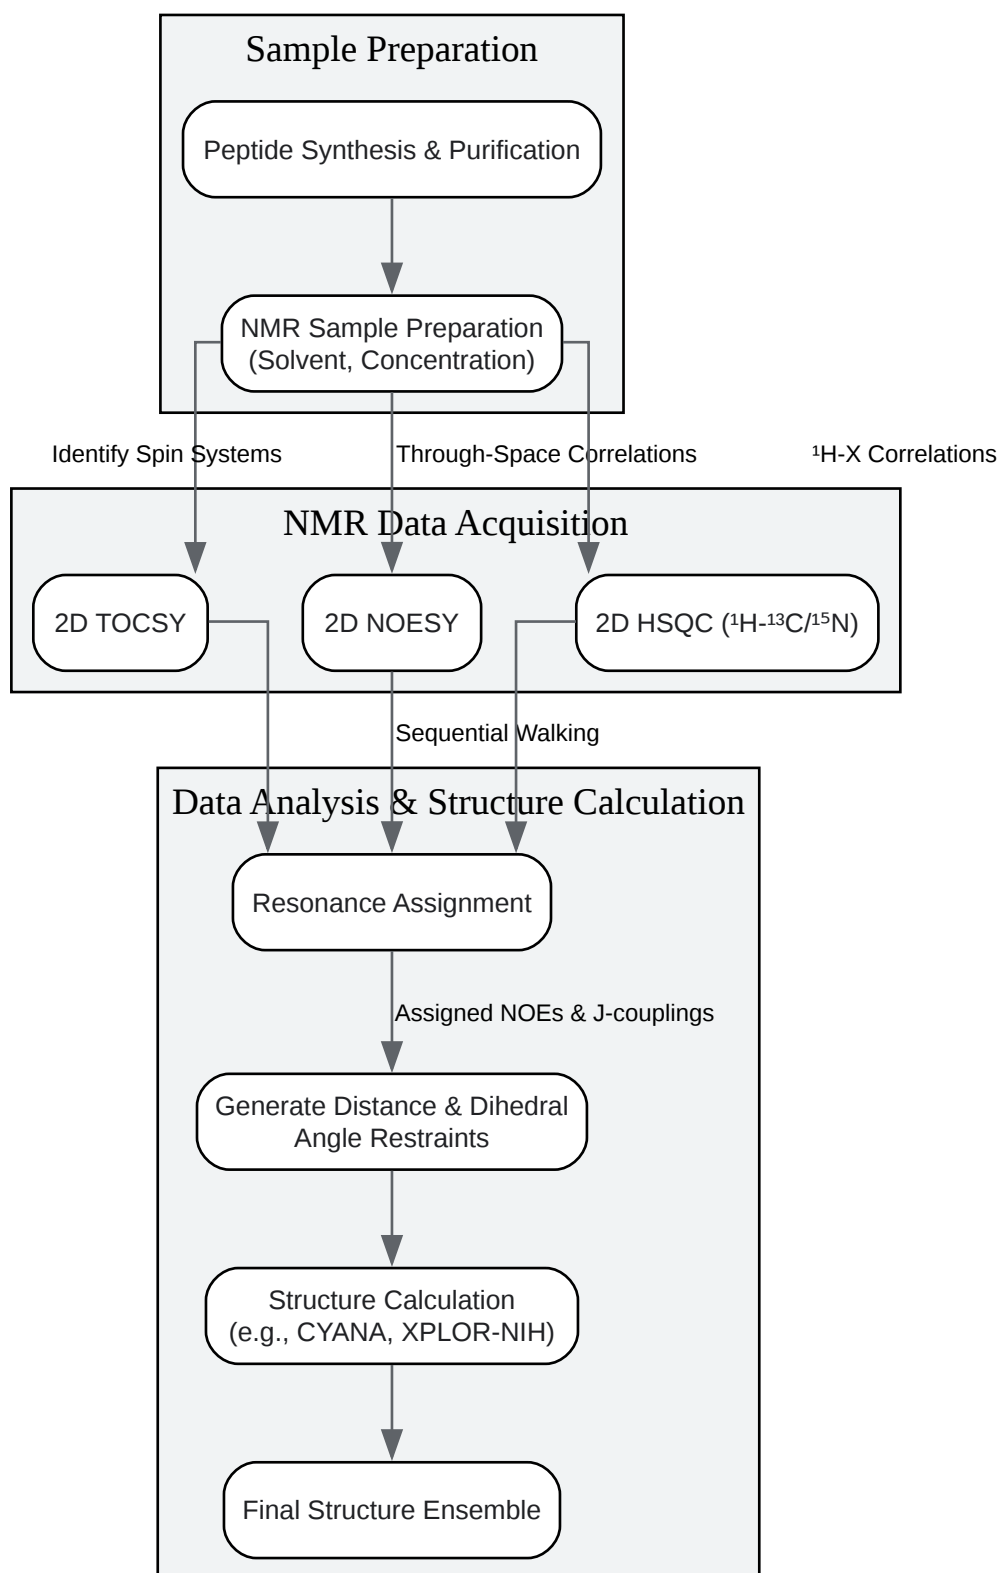 Sample Preparation
Peptide Synthesis & Purification
NMR Sample Preparation
(Solvent, Concentration)
Identify Spin Systems
Through-Space Correlations
¹H-X Correlations
NMR Data Acquisition
2D TOCSY
2D NOESY
2D HSQC (¹H-¹³C/¹⁵N)
Sequential Walking
Data Analysis & Structure Calculation
Resonance Assignment
Assigned NOEs & J-couplings
Generate Distance & Dihedral
Angle Restraints
Structure Calculation
(e.g., CYANA, XPLOR-NIH)
Final Structure Ensemble